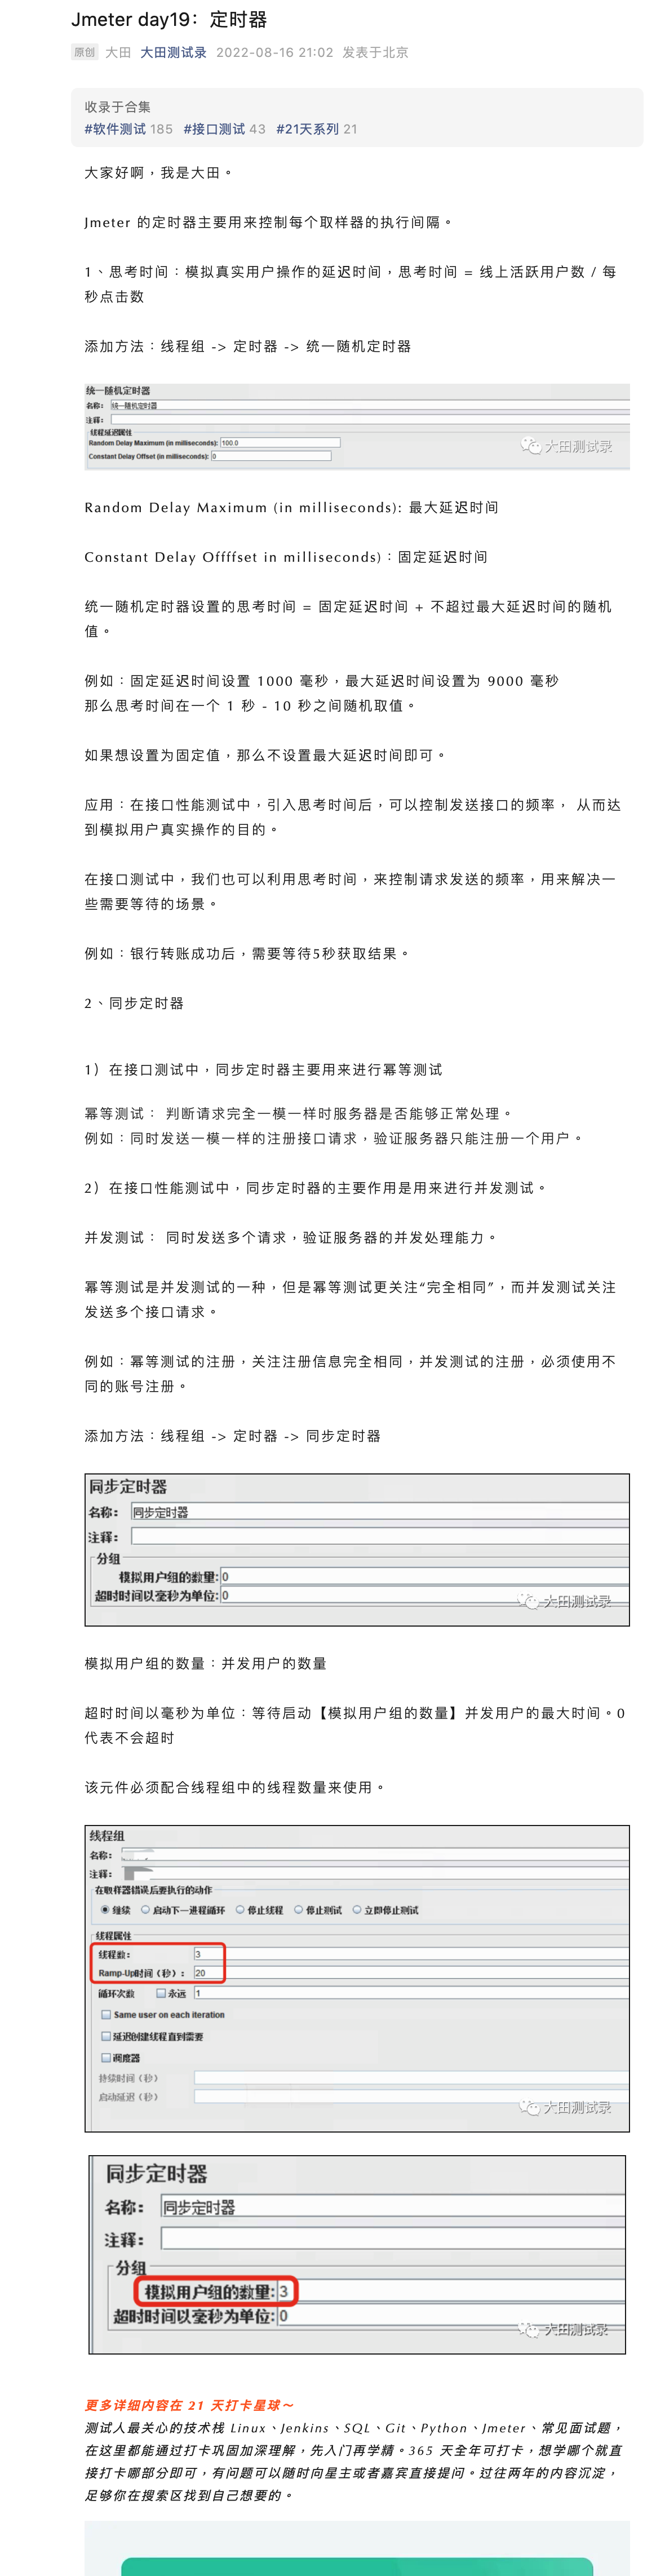 Jmeter day19：定时器
原创 大田 大田测试录 2022-08-16 21:02 发表于北京
收录于合集
#软件测试 185 #接口测试 43 #21天系列 21
大家好啊，我是大田。
Jmeter 的定时器主要用来控制每个取样器的执行间隔。
1、思考时间：模拟真实用户操作的延迟时间，思考时间 = 线上活跃用户数 / 每
秒点击数
添加方法：线程组 -> 定时器 -> 统一随机定时器
统一随机定时器
名称：统一随机定时器
注释：
线程延迟属性
Random Delay Maximum (in milliseconds): 100.0
Constant Delay Offset (in milliseconds): 0
大田测试录
Random Delay Maximum (in milliseconds): 最大延迟时间
Constant Delay Offffset in milliseconds)：固定延迟时间
统一随机定时器设置的思考时间 = 固定延迟时间 + 不超过最大延迟时间的随机
值。
例如：固定延迟时间设置 1000 毫秒，最大延迟时间设置为 9000 毫秒
那么思考时间在一个 1 秒 - 10 秒之间随机取值。
如果想设置为固定值，那么不设置最大延迟时间即可。
应用：在接口性能测试中，引入思考时间后，可以控制发送接口的频率， 从而达
到模拟用户真实操作的目的。
在接口测试中，我们也可以利用思考时间，来控制请求发送的频率，用来解决一
些需要等待的场景。
例如：银行转账成功后，需要等待5秒获取结果。
2、同步定时器
1）在接口测试中，同步定时器主要用来进行幂等测试
幂等测试： 判断请求完全一模一样时服务器是否能够正常处理。
例如：同时发送一模一样的注册接口请求，验证服务器只能注册一个用户。
2）在接口性能测试中，同步定时器的主要作用是用来进行并发测试。
并发测试： 同时发送多个请求，验证服务器的并发处理能力。
幂等测试是并发测试的一种，但是幂等测试更关注“完全相同”，而并发测试关注
发送多个接口请求。
例如：幂等测试的注册，关注注册信息完全相同，并发测试的注册，必须使用不
同的账号注册。
添加方法：线程组 -> 定时器 -> 同步定时器
同步定时器
名称：同步定时器
注释：
分组
模拟用户组的数量: 0
超时时间以毫秒为单位: 0
大田测试录
模拟用户组的数量：并发用户的数量
超时时间以毫秒为单位：等待启动【模拟用户组的数量】并发用户的最大时间。0
代表不会超时
该元件必须配合线程组中的线程数量来使用。
线程组
名称：
注释：
在取样器错误后要执行的动作
继续 启动下一进程循环 停止线程 停止测试 立即停止测试
线程属性
线程数： 3
Ramp-Up时间（秒）： 20
循环次数 永远 1
Same user on each iteration
延迟创建线程直到需要
调度器
持续时间（秒）
启动延迟（秒）
大田测试录
同步定时器
名称：同步定时器
注释：
分组
模拟用户组的数量: 3
超时时间以毫秒为单位: 0
大田测试录
更多详细内容在 21 天打卡星球～
测试人最关心的技术栈 Linux、Jenkins、SQL、Git、Python、Jmeter、常见面试题，
在这里都能通过打卡巩固加深理解，先入门再学精。365 天全年可打卡，想学哪个就直
接打卡哪部分即可，有问题可以随时向星主或者嘉宾直接提问。过往两年的内容沉淀，
足够你在搜索区找到自己想要的。